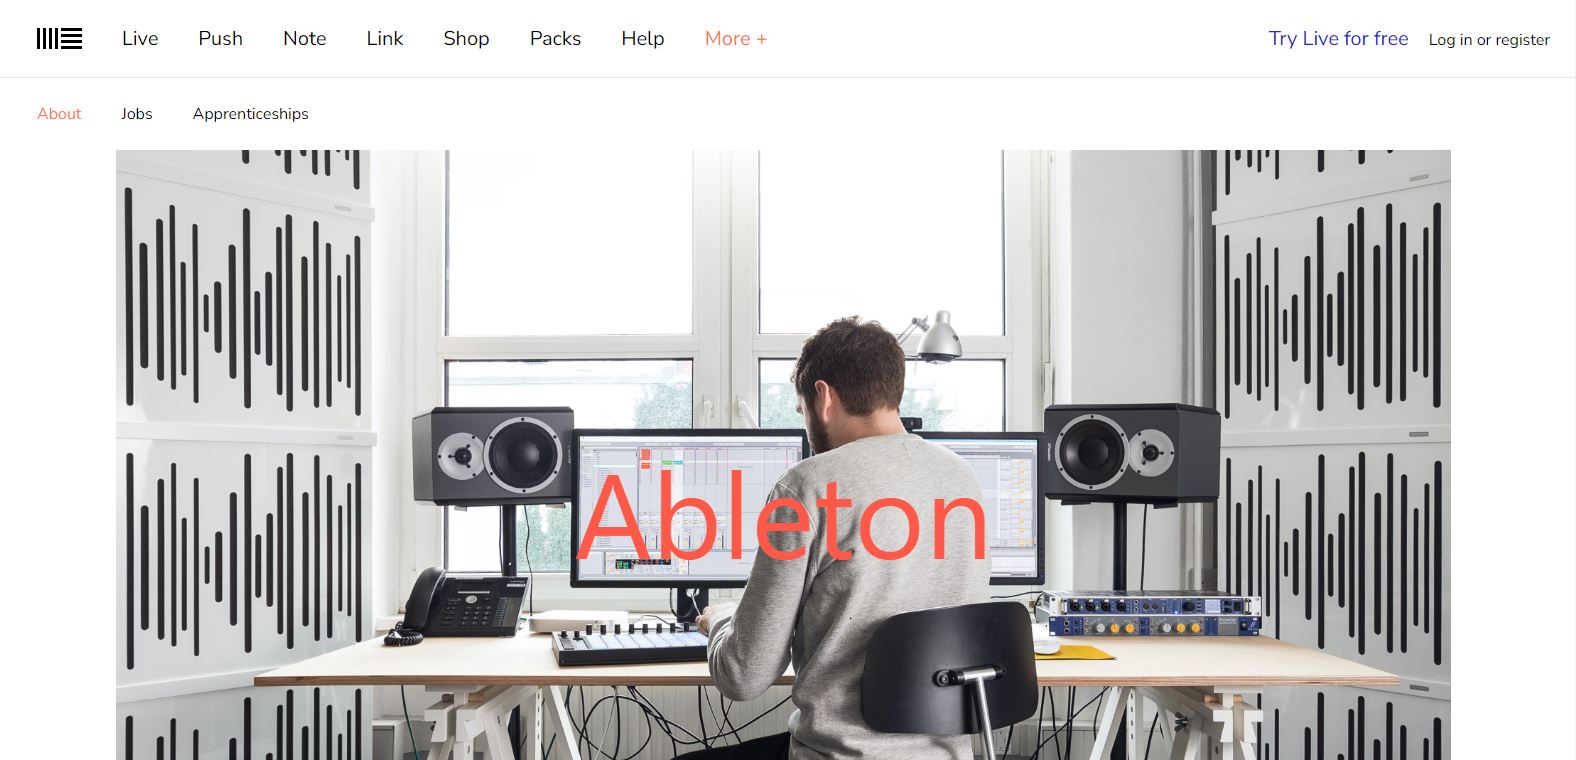 Live Push Note Link Shop Packs Help More + Try Live for free Log in or register
About Jobs Apprenticeships
Ableton